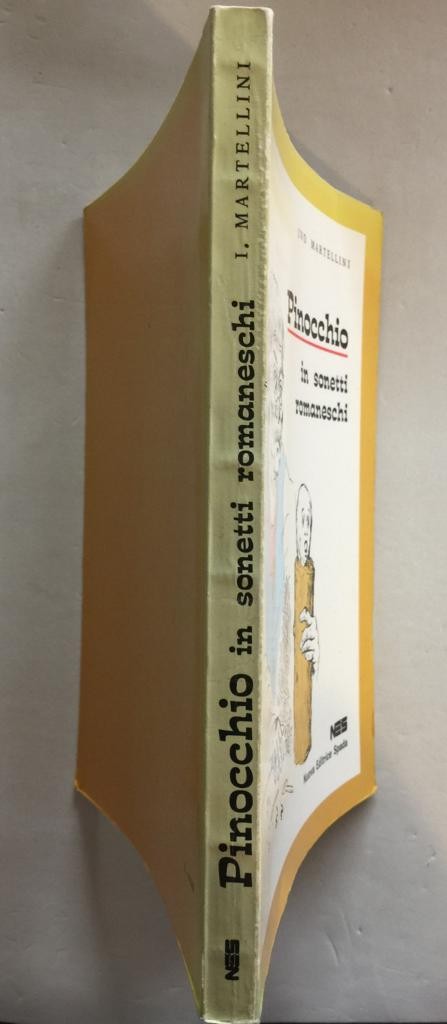 Pinocchio in sonetti romaneschi I. MARTELLINI
NES
MARTELLINI
Pinocchio
in sonetti
romaneschi
NES
Nuova Editrice Spada